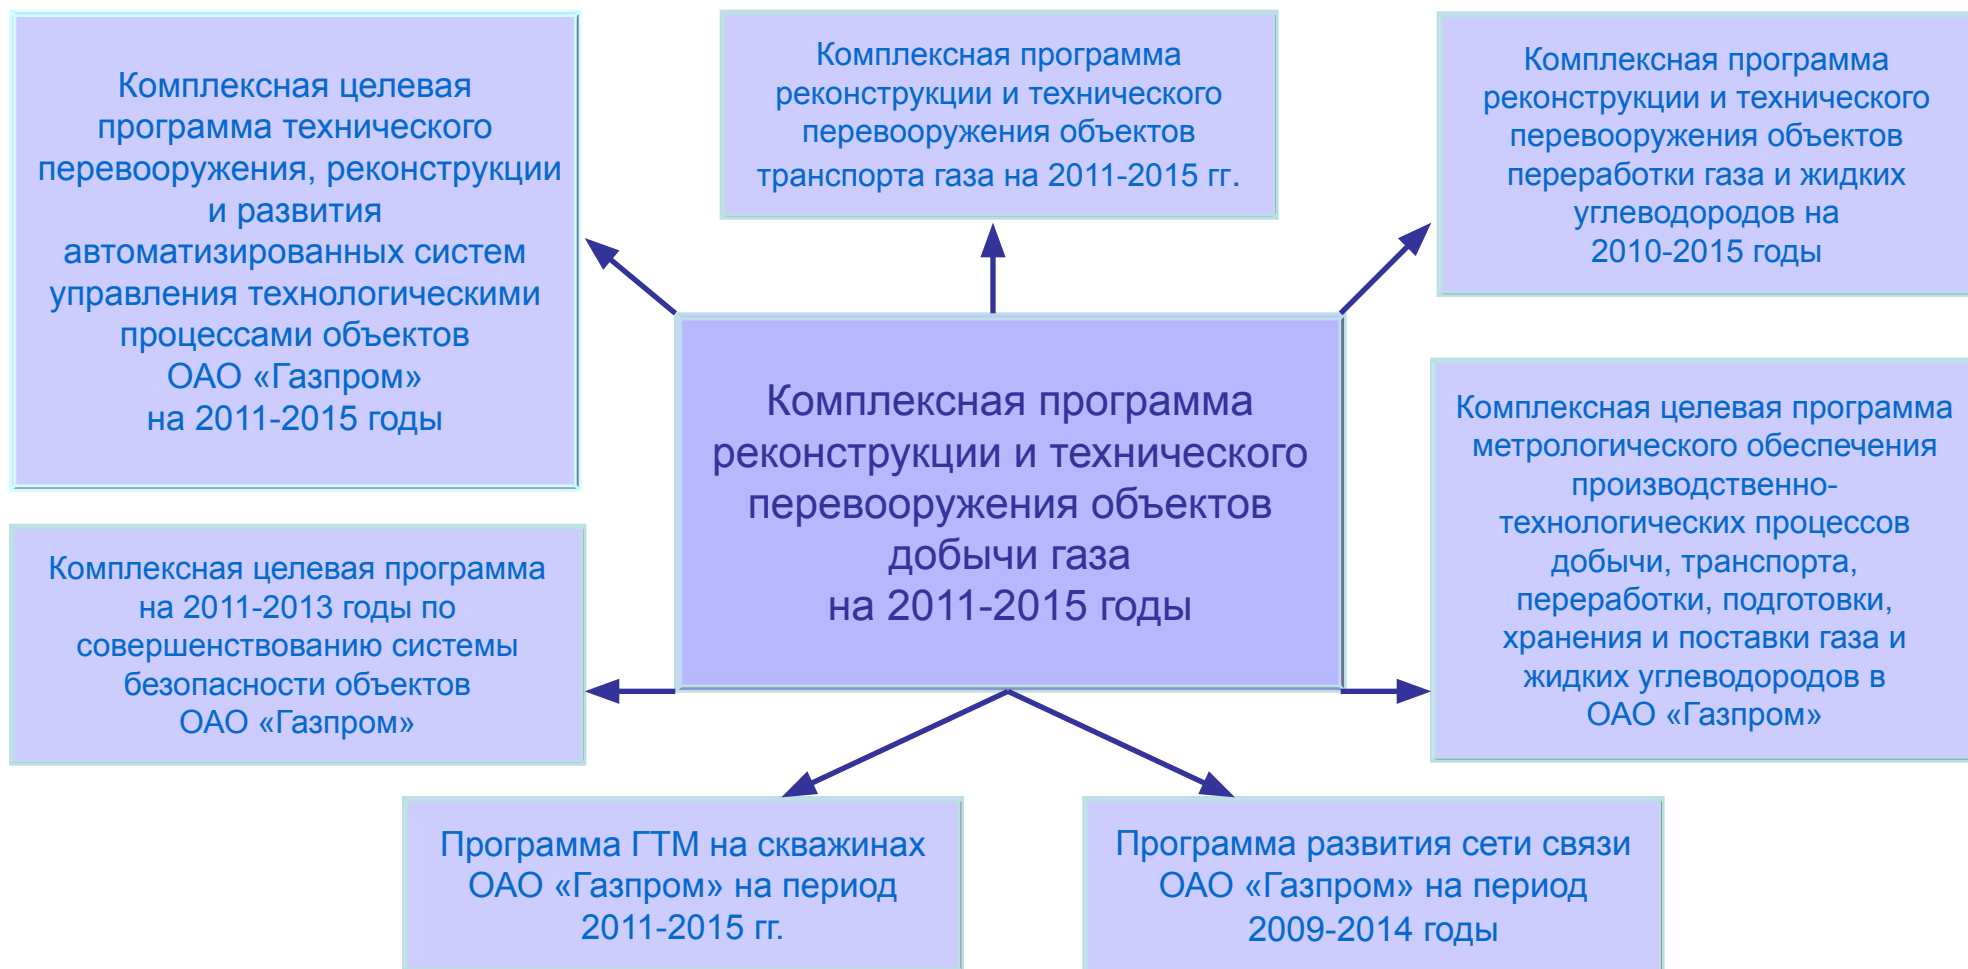 Комплексная целевая
программа технического
перевооружения, реконструкции
и развития
автоматизированных систем
управления технологическими
процессами объектов
ОАО «Газпром»
на 2011-2015 годы
Комплексная программа
реконструкции и технического
перевооружения объектов
транспорта газа на 2011-2015 гг.
Комплексная программа
реконструкции и технического
перевооружения объектов
переработки газа и жидких
углеводородов на
2010-2015 годы
Комплексная программа
реконструкции и технического
перевооружения объектов
добычи газа
на 2011-2015 годы
Комплексная целевая программа
на 2011-2013 годы по
совершенствованию системы
безопасности объектов
ОАО «Газпром»
Комплексная целевая программа
метрологического обеспечения
производственно-
технологических процессов
добычи, транспорта,
переработки, подготовки,
хранения и поставки газа и
жидких углеводородов в
ОАО «Газпром»
Программа ГТМ на скважинах
ОАО «Газпром» на период
2011-2015 гг.
Программа развития сети связи
ОАО «Газпром» на период
2009-2014 годы